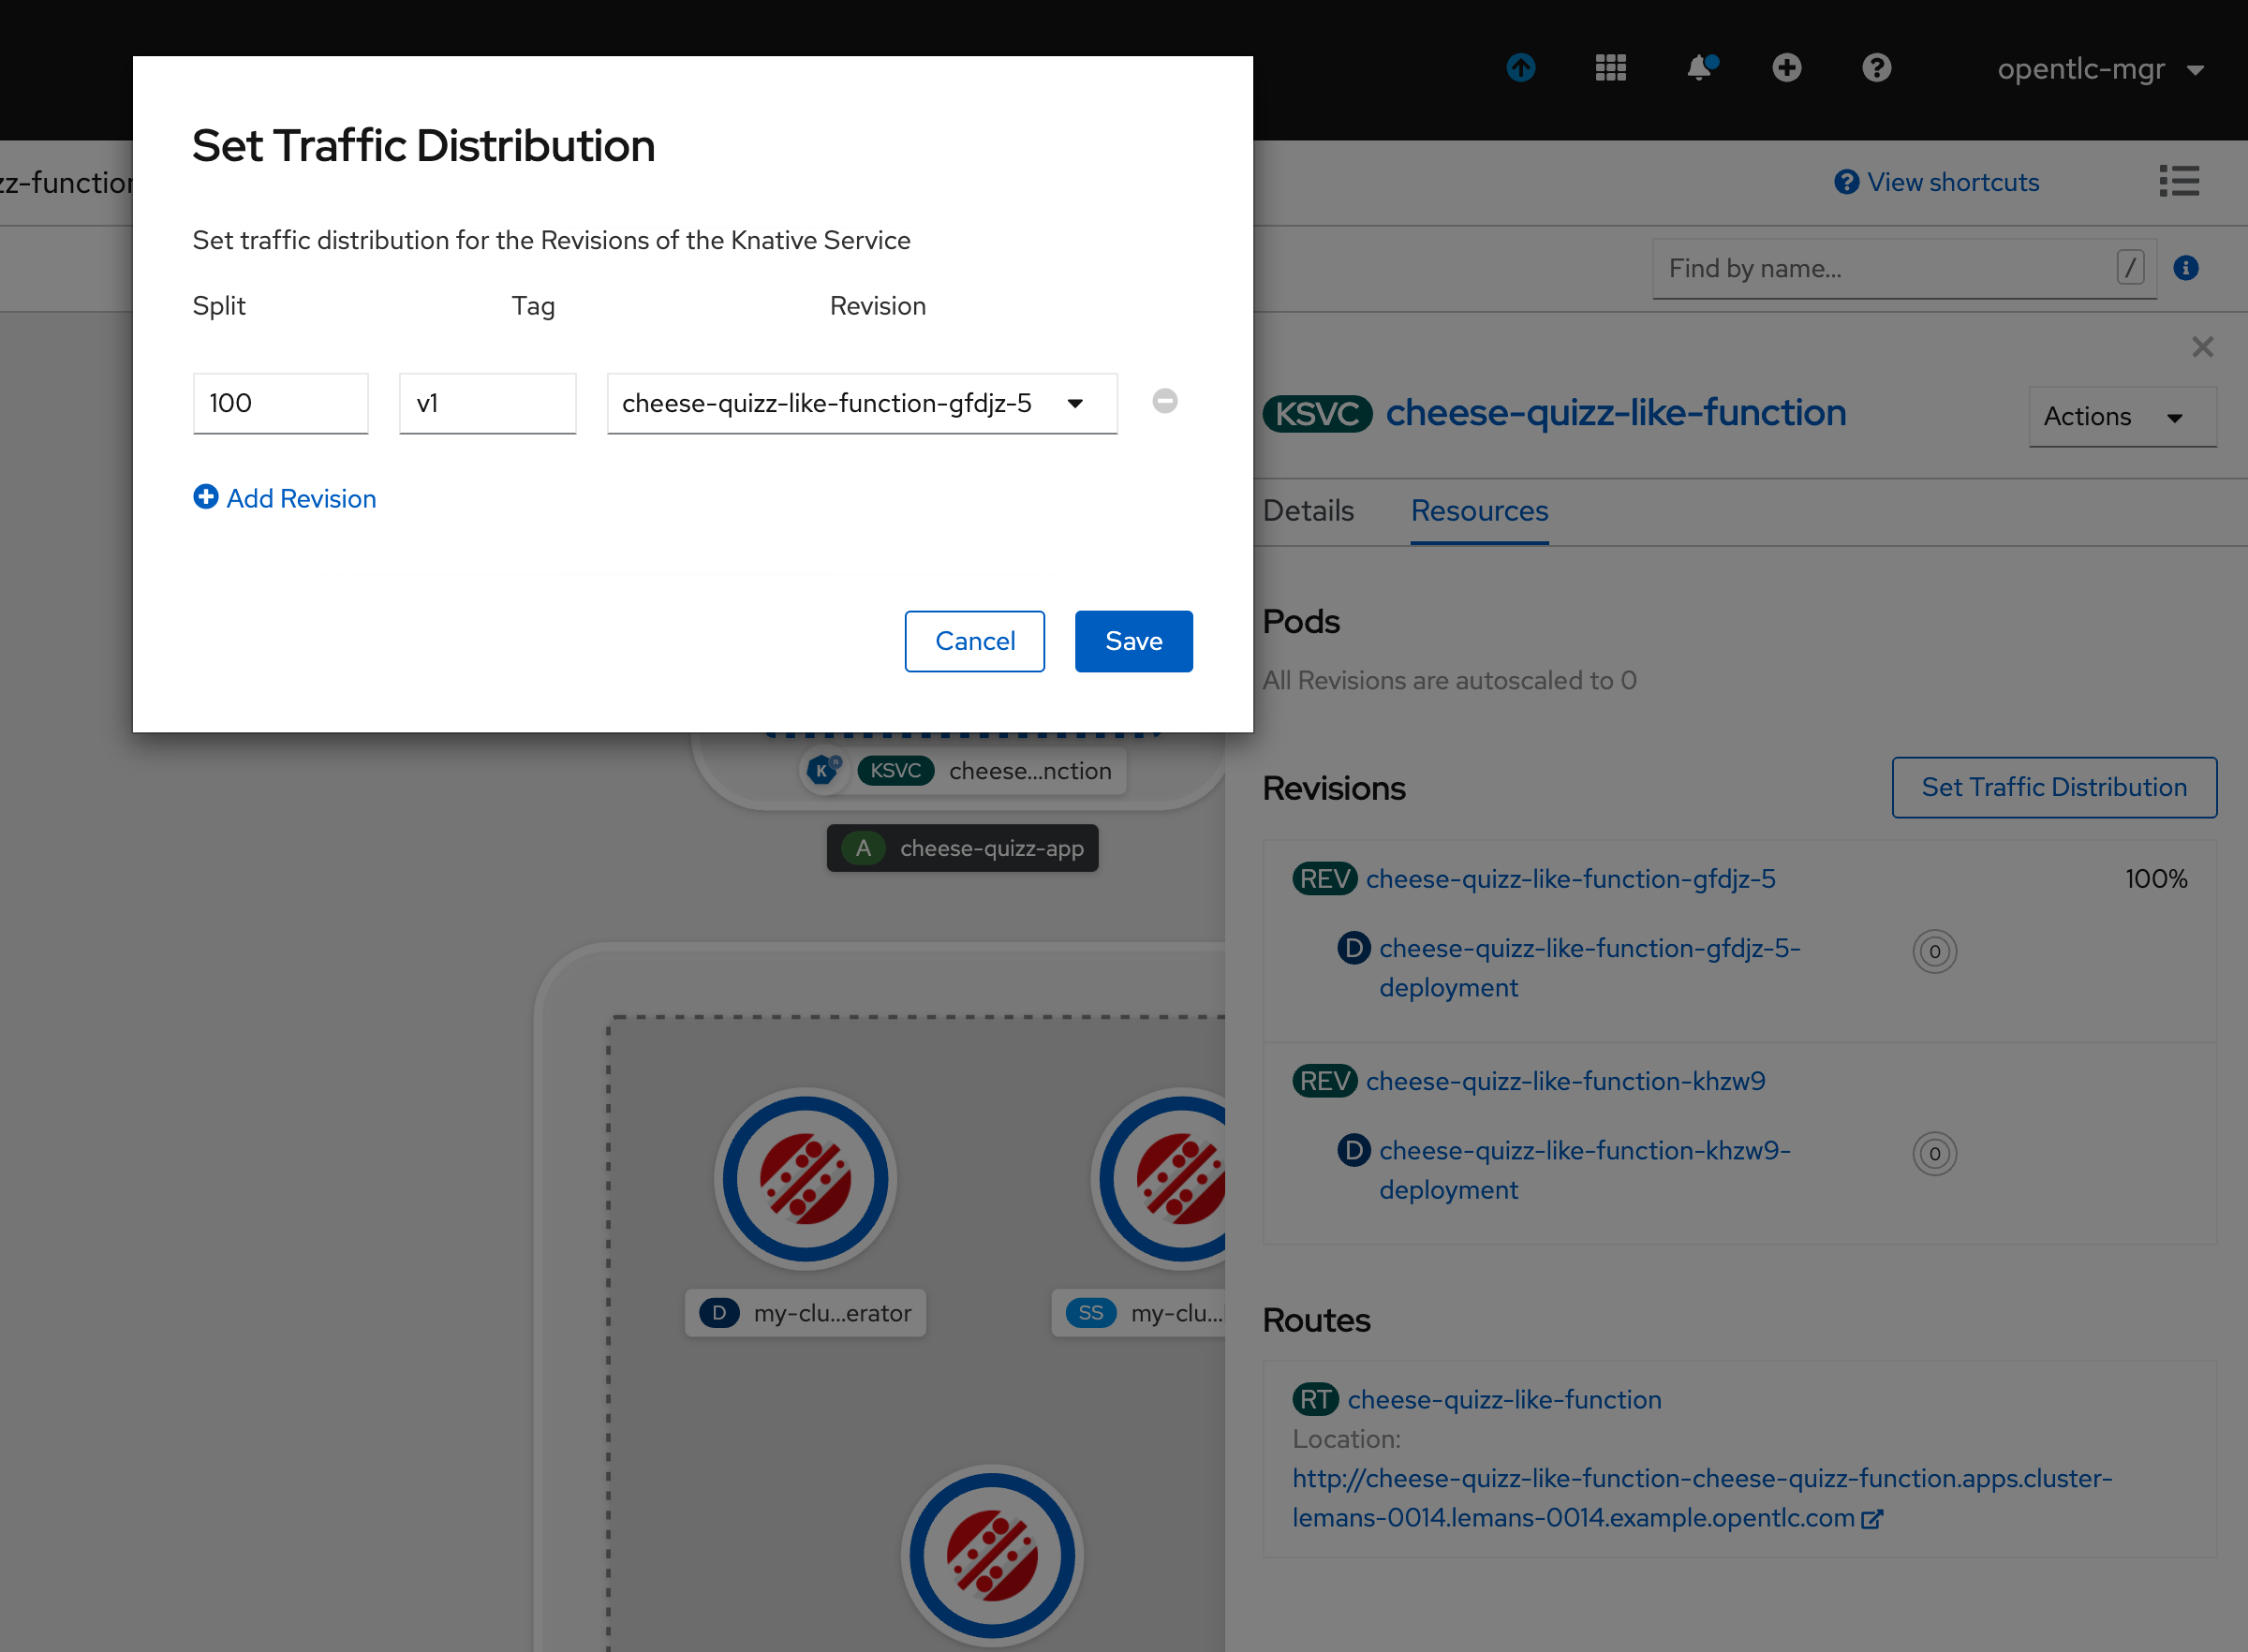 opentlc-mgr
zz-function
View shortcuts
Find by name...
/
Set Traffic Distribution
Set traffic distribution for the Revisions of the Knative Service
Split Tag Revision
100 v1 cheese-quizz-like-function-gfdjz-5
Add Revision
Cancel Save
KSVC cheese-quizz-like-function
Actions
Details Resources
Pods
All Revisions are autoscaled to 0
Revisions
Set Traffic Distribution
REV cheese-quizz-like-function-gfdjz-5 100%
D cheese-quizz-like-function-gfdjz-5-
deployment
0
REV cheese-quizz-like-function-khzw9
D cheese-quizz-like-function-khzw9-
deployment
0
Routes
RT cheese-quizz-like-function
Location:
http://cheese-quizz-like-function-cheese-quizz-function.apps.cluster-
lemans-0014.lemans-0014.example.opentlc.com
K KSVC cheese...nction
A cheese-quizz-app
D my-clu...erator
SS my-clu...